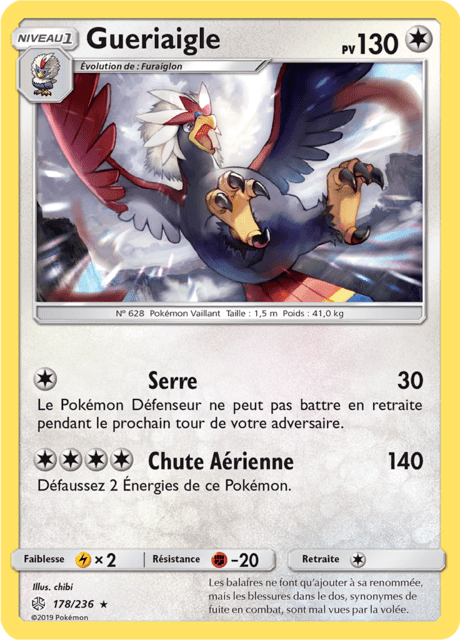 NIVEAU 1 Gueriaigle PV 130
Évolution de : Furaiglon
N° 628 Pokémon Vaillant Taille : 1,5 m Poids : 41,0 kg
Serre 30
Le Pokémon Défenseur ne peut pas battre en retraite
pendant le prochain tour de votre adversaire.
Chute Aérienne 140
Défaussez 2 Énergies de ce Pokémon.
Faiblesse ×2 Résistance -20 Retraite
Illus. chibi
178/236 ★
©2019 Pokémon
Les balafres ne font qu'ajouter à sa renommée,
mais les blessures dans le dos, synonymes de
fuite en combat, sont mal vues par la volée.